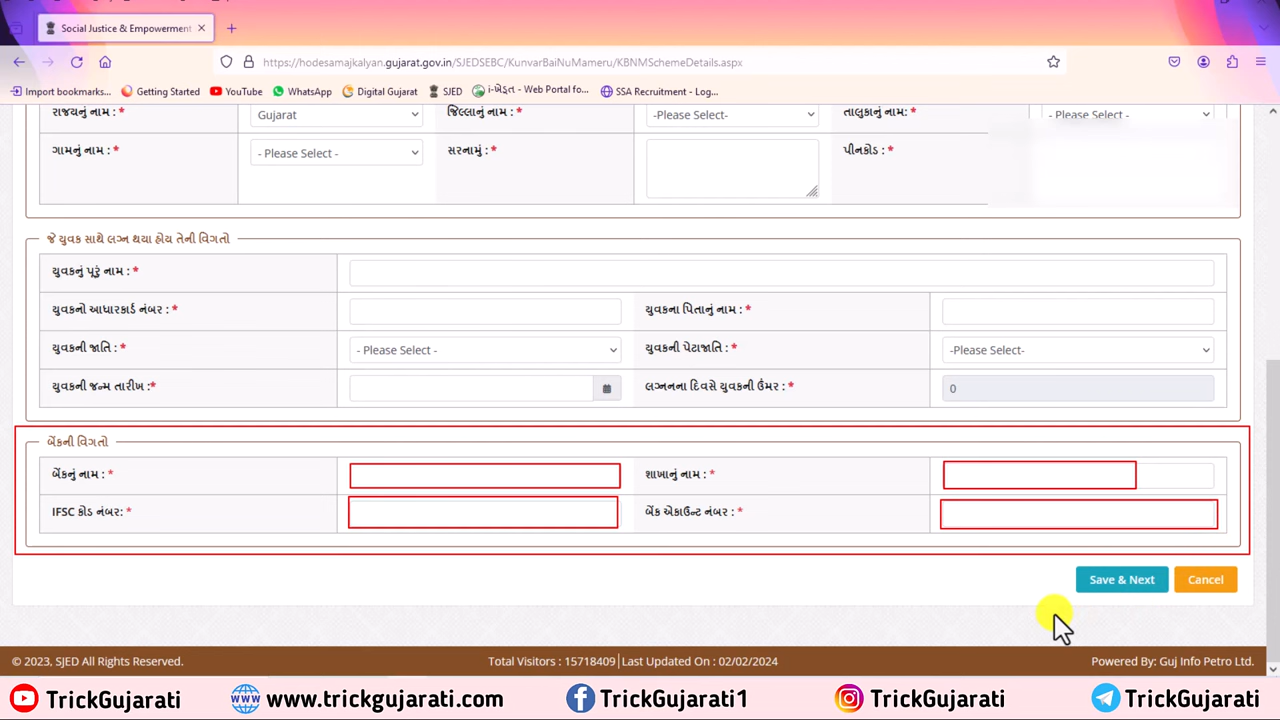 Social Justice & Empowerment
https://hodesamajkalyan.gujarat.gov.in/SJEDSEBC/KunvarBaiNuMameru/KBNMSchemeDetails.aspx
Import bookmarks... Getting Started YouTube WhatsApp Digital Gujarat SJED i-ખેડૂત - Web Portal fo... SSA Recruitment - Log...
રાજ્યનું નામ : * Gujarat જિલ્લાનું નામ : * -Please Select- તાલુકાનું નામ: * - Please Select -
ગામનું નામ : * - Please Select - સરનામું : * પીનકોડ : *
જે યુવક સાથે લગ્ન થયા હોય તેની વિગતો
યુવકનું પૂરું નામ : *
યુવકનો આધારકાર્ડ નંબર : * યુવકના પિતાનું નામ : *
યુવકની જાતિ : * - Please Select - યુવકની પેટાજાતિ : * -Please Select-
યુવકની જન્મ તારીખ :* લગ્નનના દિવસે યુવકની ઉંમર : * 0
બેંકની વિગતો
બેંકનું નામ : * શાખાનું નામ : *
IFSC કોડ નંબર: * બેંક એકાઉન્ટ નંબર : *
Save & Next Cancel
© 2023, SJED All Rights Reserved. Total Visitors : 15718409 Last Updated On : 02/02/2024 Powered By: Guj Info Petro Ltd.
TrickGujarati www.trickgujarati.com TrickGujarati1 TrickGujarati TrickGujarati